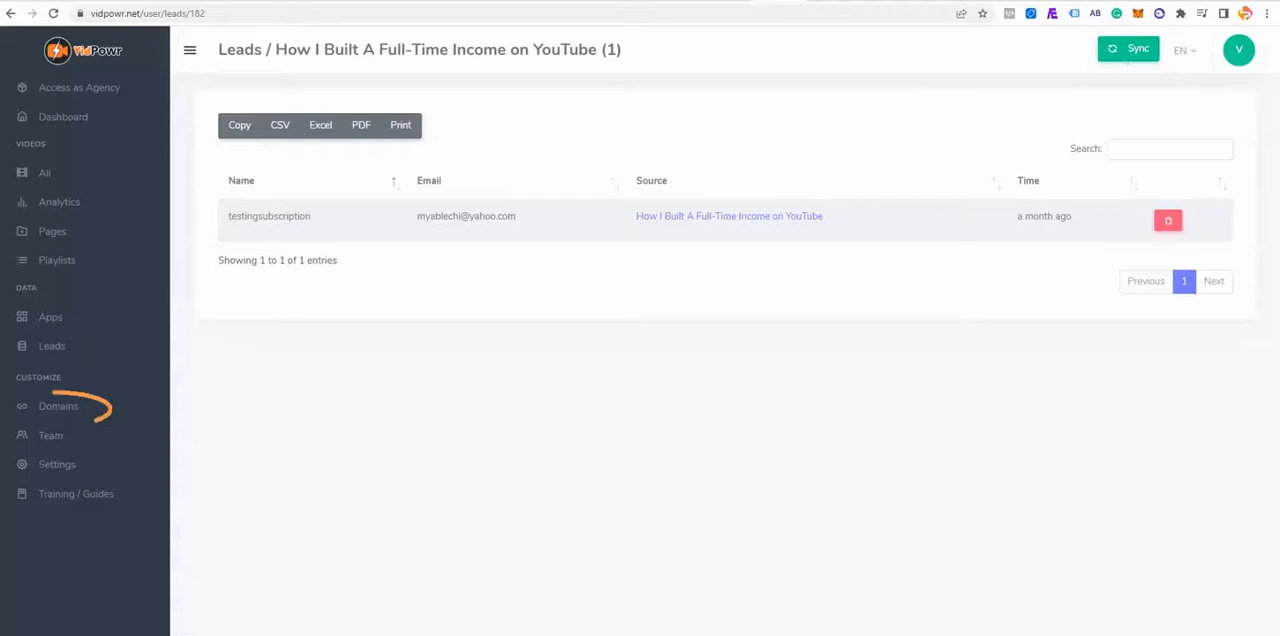 vidpowr.net/user/leads/182
VidPowr
Leads / How I Built A Full-Time Income on YouTube (1)
Sync
EN
V
Access as Agency
Dashboard
VIDEOS
All
Analytics
Pages
Playlists
DATA
Apps
Leads
CUSTOMIZE
Domains
Team
Settings
Training / Guides
Copy CSV Excel PDF Print
Search:
Name Email Source Time
testingsubscription myablechi@yahoo.com How I Built A Full-Time Income on YouTube a month ago
Showing 1 to 1 of 1 entries
Previous 1 Next